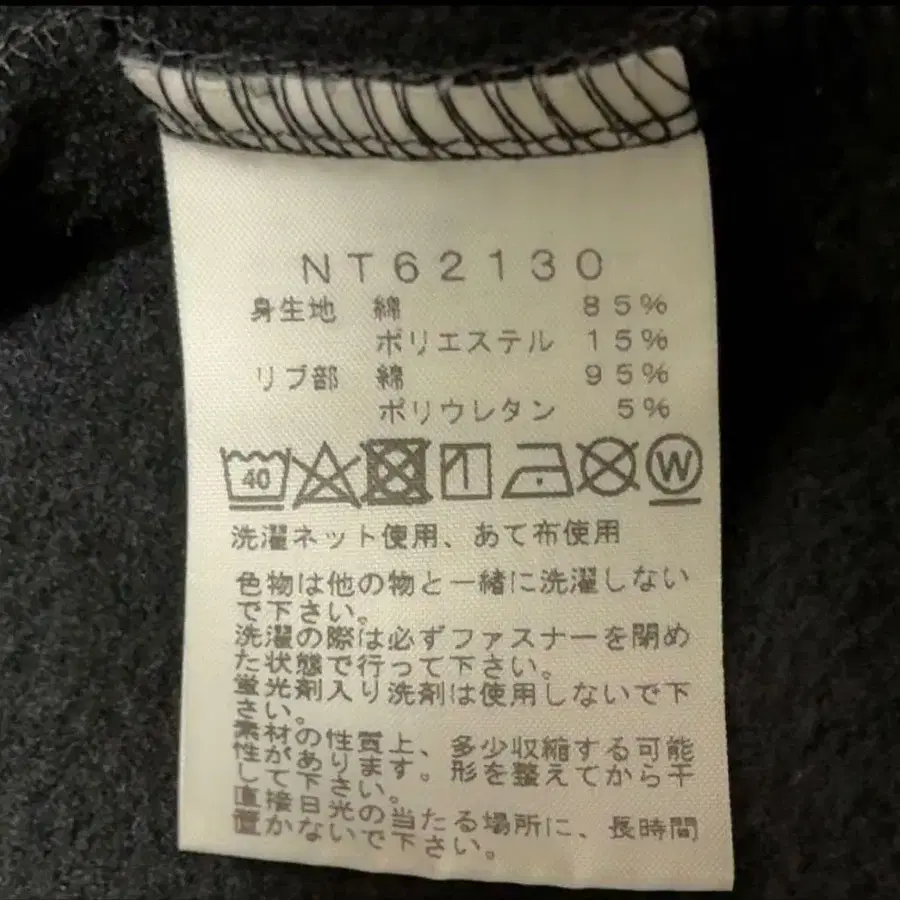 NT62130
身生地 綿 85%
ポリエステル 15%
リブ部 綿 95%
ポリウレタン 5%
40 W
洗濯ネット使用、あて布使用
色物は他の物と一緒に洗濯しない
で下さい。
洗濯の際は必ずファスナーを閉め
た状態で行って下さい。
蛍光剤入り洗剤は使用しないで下
さい。
素材の性質上、多少収縮する可能
性があります。形を整えてから干
して下さい。
直接日光の当たる場所に、長時間
置かないで下さい。